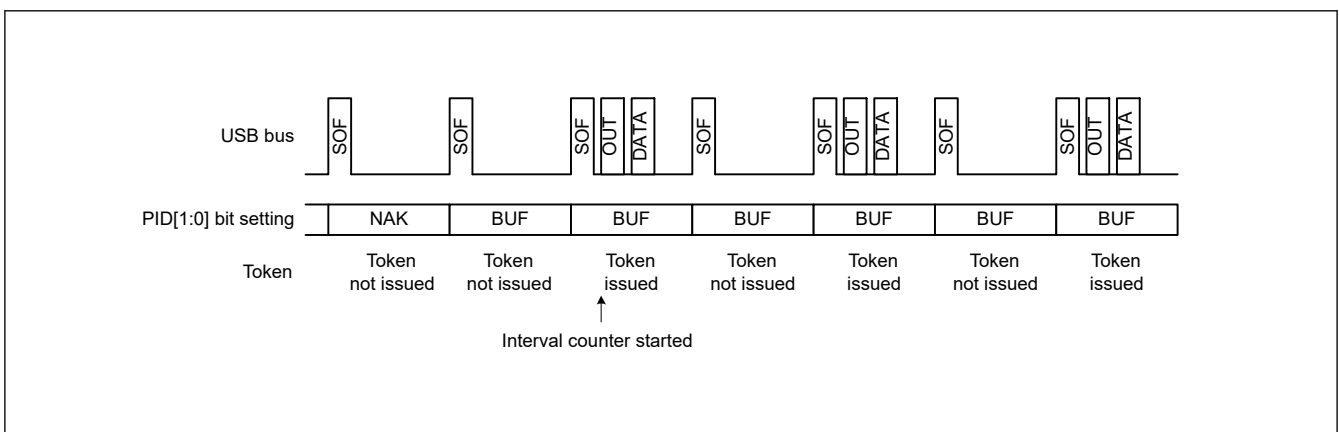 USB bus
SOF
SOF
SOF
OUT
DATA
SOF
SOF
OUT
DATA
SOF
SOF
OUT
DATA
PID[1:0] bit setting
NAK
BUF
BUF
BUF
BUF
BUF
BUF
Token
Token
not issued
Token
not issued
Token
issued
Token
not issued
Token
issued
Token
not issued
Token
issued
Interval counter started